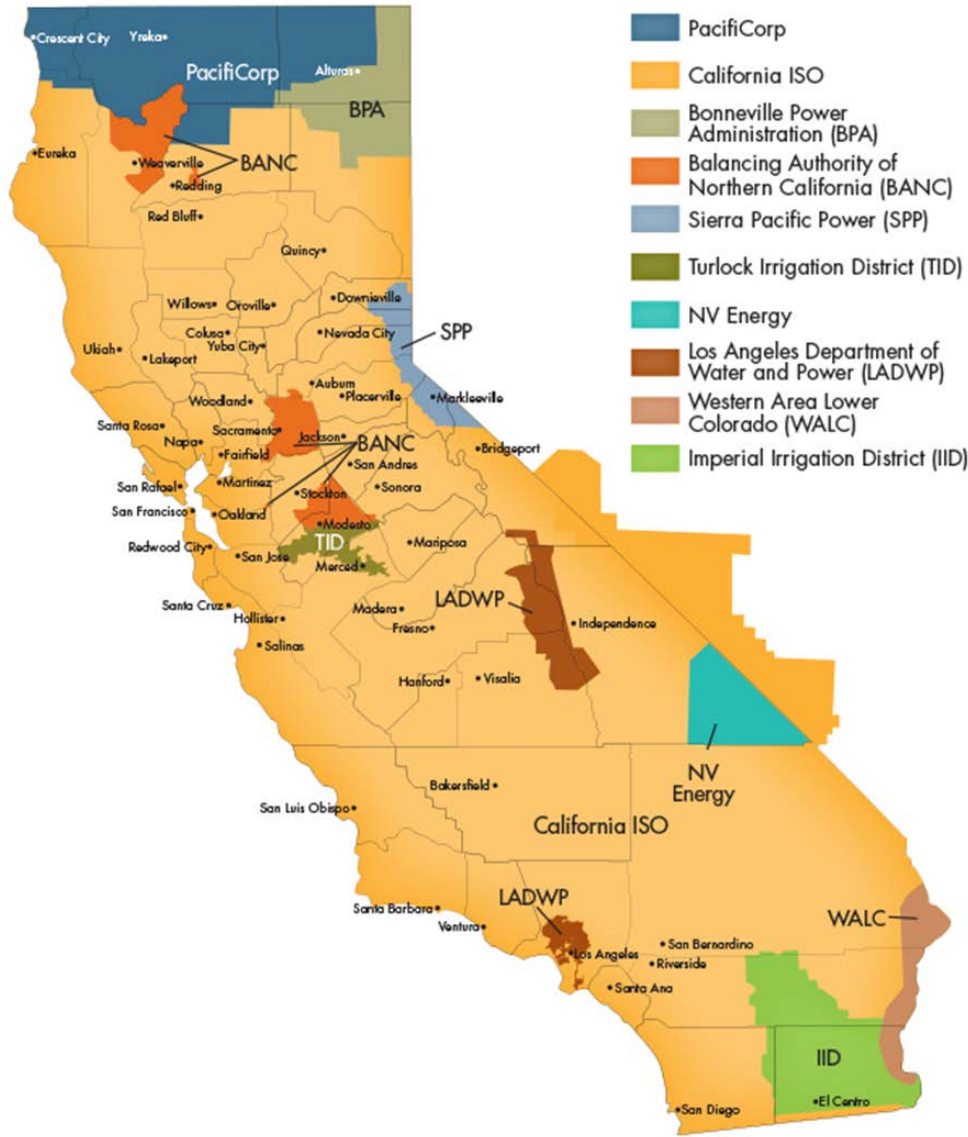 PacifiCorp
California ISO
Bonneville Power
Administration (BPA)
Balancing Authority of
Northern California (BANC)
Sierra Pacific Power (SPP)
Turlock Irrigation District (TID)
NV Energy
Los Angeles Department of
Water and Power (LADWP)
Western Area Lower
Colorado (WALC)
Imperial Irrigation District (IID)
Crescent City
Yreka
PacifiCorp
Alturas
BPA
Eureka
Weaverville
BANC
Redding
Red Bluff
Quincy
Willows
Oroville
Downieville
Colusa
Nevada City
SPP
Yuba City
Ukiah
Lakeport
Auburn
Placerville
Markleeville
Woodland
Santa Rosa
Sacramento
Jackson
BANC
Napa
Fairfield
Bridgeport
San Andres
Martinez
San Rafael
Stockton
Sonora
San Francisco
Oakland
Modesto
TID
Mariposa
Redwood City
San Jose
Merced
LADWP
Santa Cruz
Madera
Hollister
Fresno
Independence
Salinas
Hanford
Visalia
NV
Energy
Bakersfield
San Luis Obispo
California ISO
LADWP
Santa Barbara
WALC
Ventura
San Bernardino
Los Angeles
Riverside
Santa Ana
IID
El Centro
San Diego